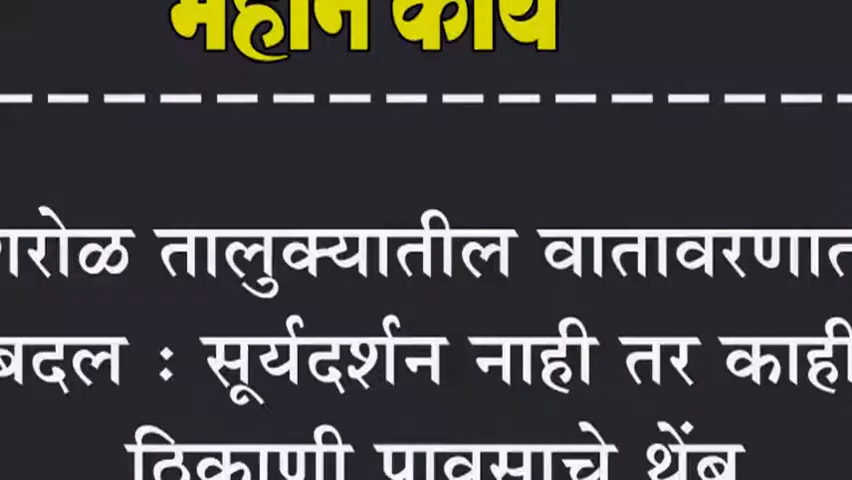 महान कार्य
तालुक्यातील वातावरणात
बदल : सूर्यदर्शन नाही तर काही
ठिकाणी पावसाचे थेंब